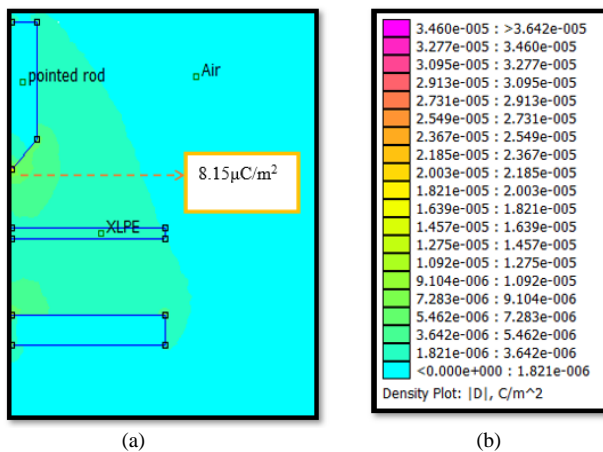 pointed rod
Air
8.15μC/m²
XLPE
(a)
3.460e-005 : >3.642e-005
3.277e-005 : 3.460e-005
3.095e-005 : 3.277e-005
2.913e-005 : 3.095e-005
2.731e-005 : 2.913e-005
2.549e-005 : 2.731e-005
2.367e-005 : 2.549e-005
2.185e-005 : 2.367e-005
2.003e-005 : 2.185e-005
1.821e-005 : 2.003e-005
1.639e-005 : 1.821e-005
1.457e-005 : 1.639e-005
1.275e-005 : 1.457e-005
1.092e-005 : 1.275e-005
9.104e-006 : 1.092e-005
7.283e-006 : 9.104e-006
5.462e-006 : 7.283e-006
3.642e-006 : 5.462e-006
1.821e-006 : 3.642e-006
<0.000e+000 : 1.821e-006
Density Plot: |D|, C/m^2
(b)